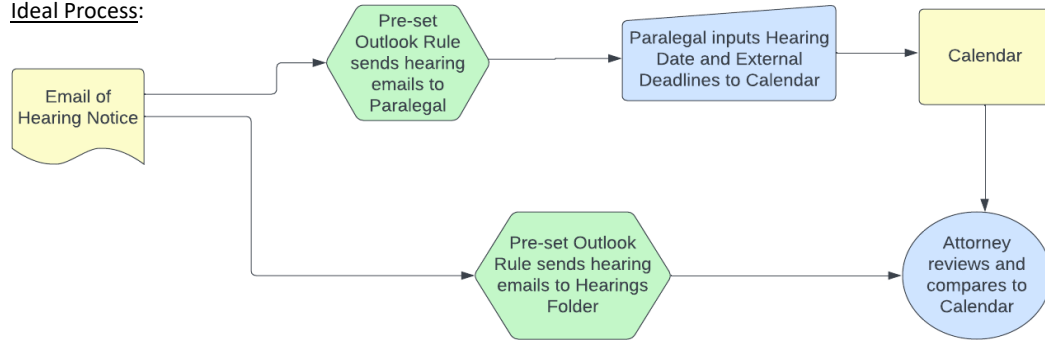 Ideal Process:
Pre-set
Outlook Rule
sends hearing
emails to
Paralegal
Paralegal inputs Hearing
Date and External
Deadlines to Calendar
Calendar
Email of
Hearing Notice
Pre-set Outlook
Rule sends hearing
emails to Hearings
Folder
Attorney
reviews and
compares to
Calendar